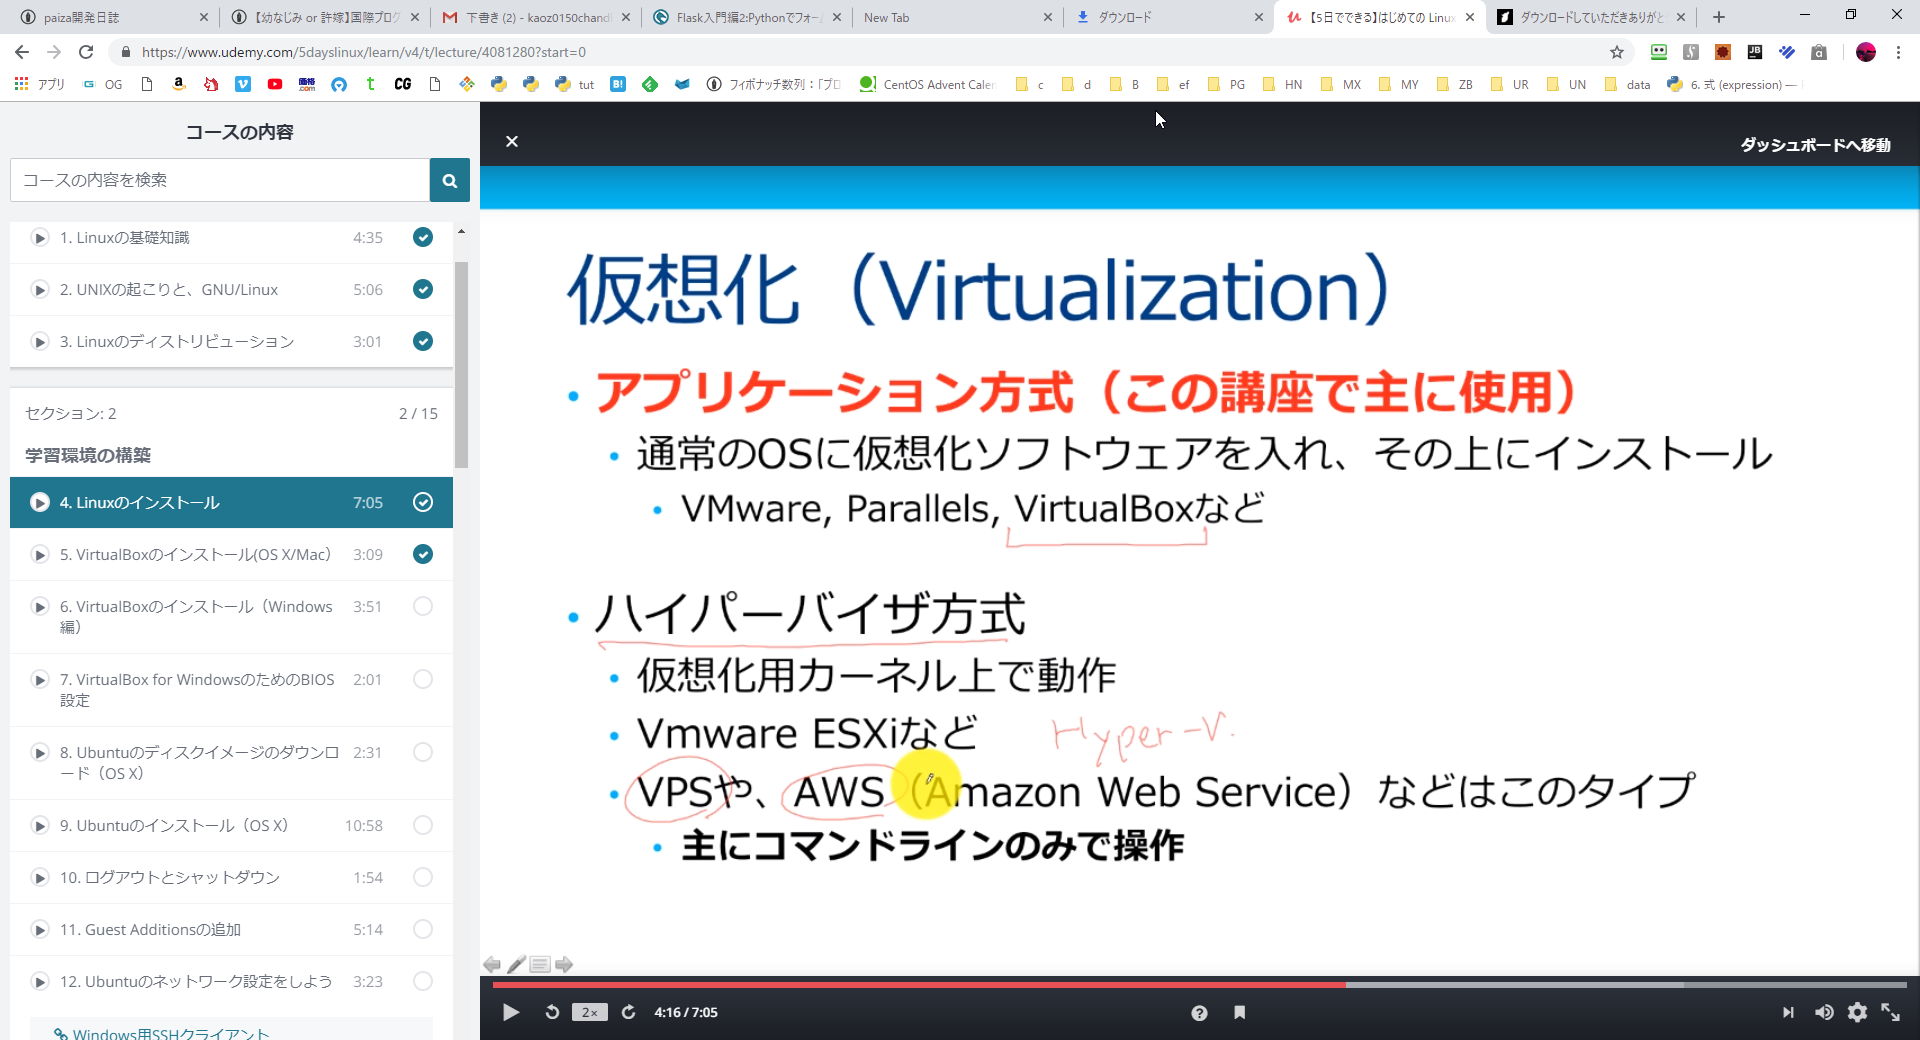 paiza開発日誌
【幼なじみ or 許嫁】国際プログ
下書き (2) - kaoz0150chandl
Flask入門編2:Pythonでフォー
New Tab
ダウンロード
【5日でできる】はじめての Linux
ダウンロードしていただきありがと
https://www.udemy.com/5dayslinux/learn/v4/t/lecture/4081280?start=0
アプリ
OG
tut
フィボナッチ数列：「プロ
CentOS Advent Calen
c
d
B
ef
PG
HN
MX
MY
ZB
UR
UN
data
6. 式 (expression) —
コースの内容
コースの内容を検索
1. Linuxの基礎知識 4:35
2. UNIXの起こりと、GNU/Linux 5:06
3. Linuxのディストリビューション 3:01
セクション: 2 2 / 15
学習環境の構築
4. Linuxのインストール 7:05
5. VirtualBoxのインストール(OS X/Mac） 3:09
6. VirtualBoxのインストール（Windows 3:51
編）
7. VirtualBox for WindowsのためのBIOS 2:01
設定
8. Ubuntuのディスクイメージのダウンロ 2:31
ード（OS X）
9. Ubuntuのインストール（OS X） 10:58
10. ログアウトとシャットダウン 1:54
11. Guest Additionsの追加 5:14
12. Ubuntuのネットワーク設定をしよう 3:23
Windows用SSHクライアント
ダッシュボードへ移動
仮想化（Virtualization）
アプリケーション方式（この講座で主に使用）
通常のOSに仮想化ソフトウェアを入れ、その上にインストール
VMware, Parallels, VirtualBoxなど
ハイパーバイザ方式
仮想化用カーネル上で動作
Vmware ESXiなど
Hyper-V.
VPSや、AWS（Amazon Web Service）などはこのタイプ
主にコマンドラインのみで操作
2×
4:16 / 7:05